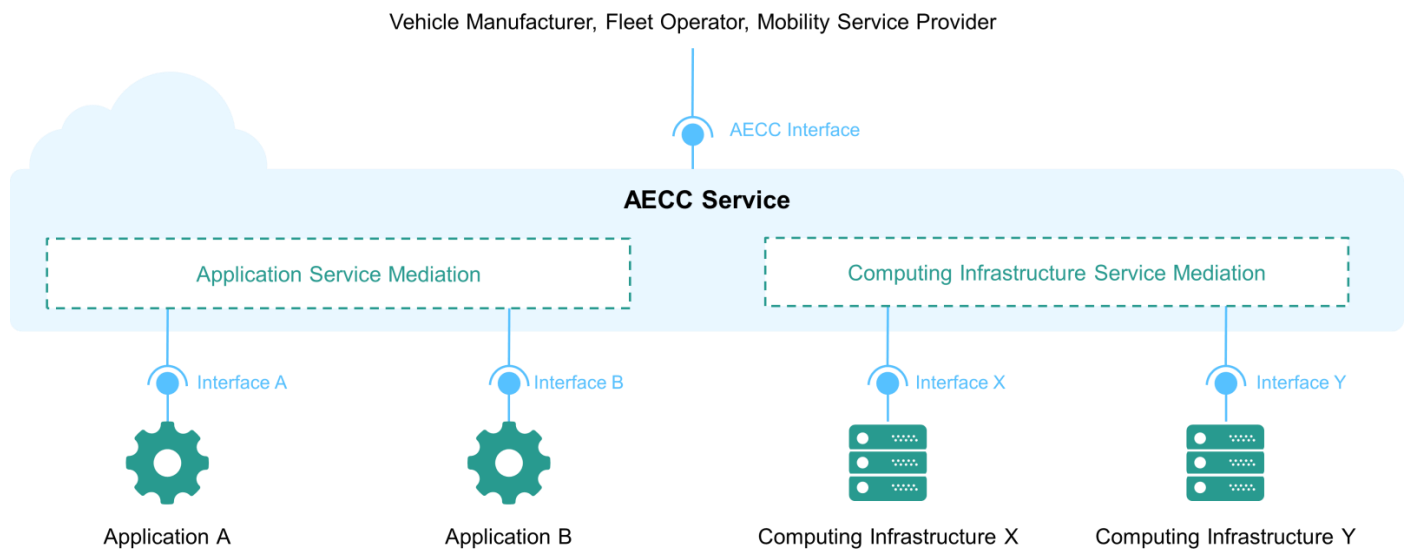 Vehicle Manufacturer, Fleet Operator, Mobility Service Provider
AECC Interface
AECC Service
Application Service Mediation
Computing Infrastructure Service Mediation
Interface A
Interface B
Interface X
Interface Y
Application A
Application B
Computing Infrastructure X
Computing Infrastructure Y